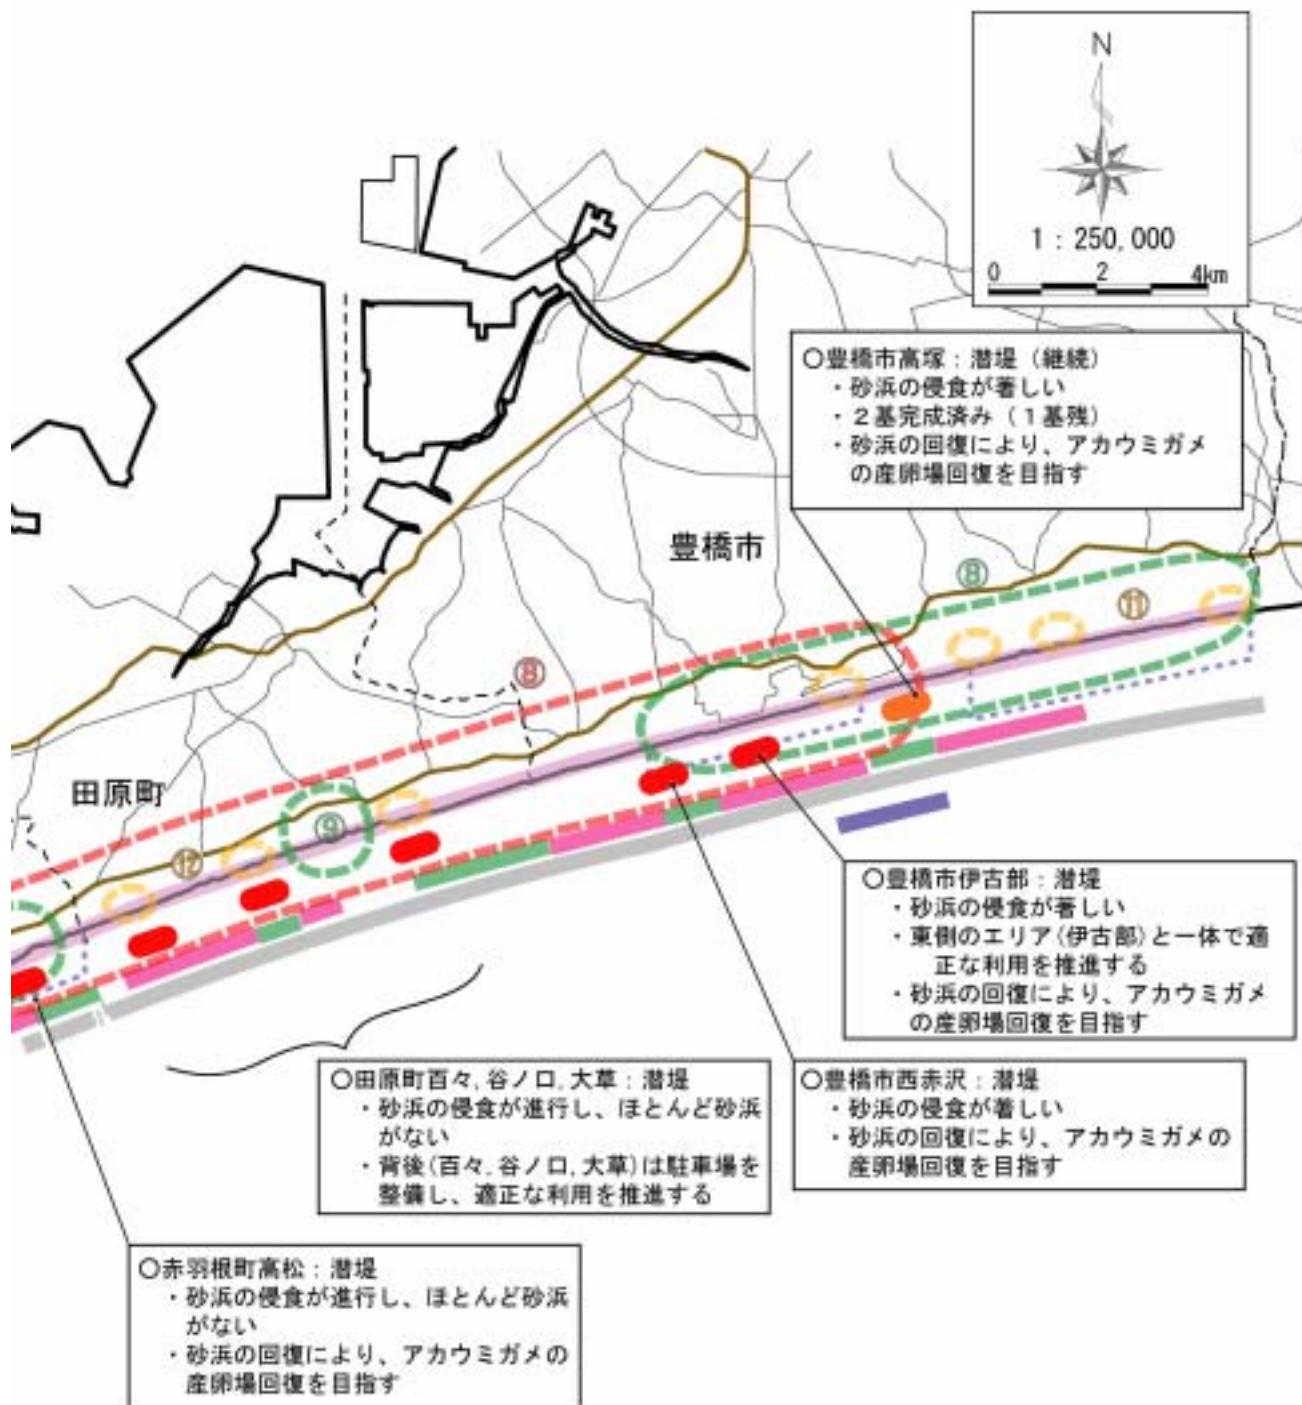 N
1:250,000
0 2 4km
○豊橋市高塚：潜堤（継続）
・砂浜の侵食が著しい
・２基完成済み（１基残）
・砂浜の回復により、アカウミガメ
の産卵場回復を目指す
豊橋市
⑧
⑪
⑧
田原町
⑨
⑫
○豊橋市伊古部：潜堤
・砂浜の侵食が著しい
・東側のエリア(伊古部)と一体で適
正な利用を推進する
・砂浜の回復により、アカウミガメ
の産卵場回復を目指す
○田原町百々,谷ノ口,大草：潜堤
・砂浜の侵食が進行し、ほとんど砂浜
がない
・背後(百々,谷ノ口,大草)は駐車場を
整備し、適正な利用を推進する
○豊橋市西赤沢：潜堤
・砂浜の侵食が著しい
・砂浜の回復により、アカウミガメの
産卵場回復を目指す
○赤羽根町高松：潜堤
・砂浜の侵食が進行し、ほとんど砂浜
がない
・砂浜の回復により、アカウミガメの
産卵場回復を目指す